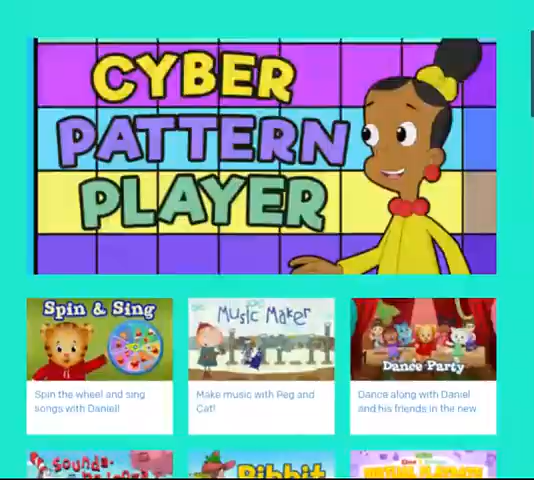 CYBER
PATTERN
PLAYER
Spin & Sing
Music Maker
Dance Party
Spin the wheel and sing
songs with Daniel!
Make music with Peg and
Cat!
Dance along with Daniel
and his friends in the new
Ribbit